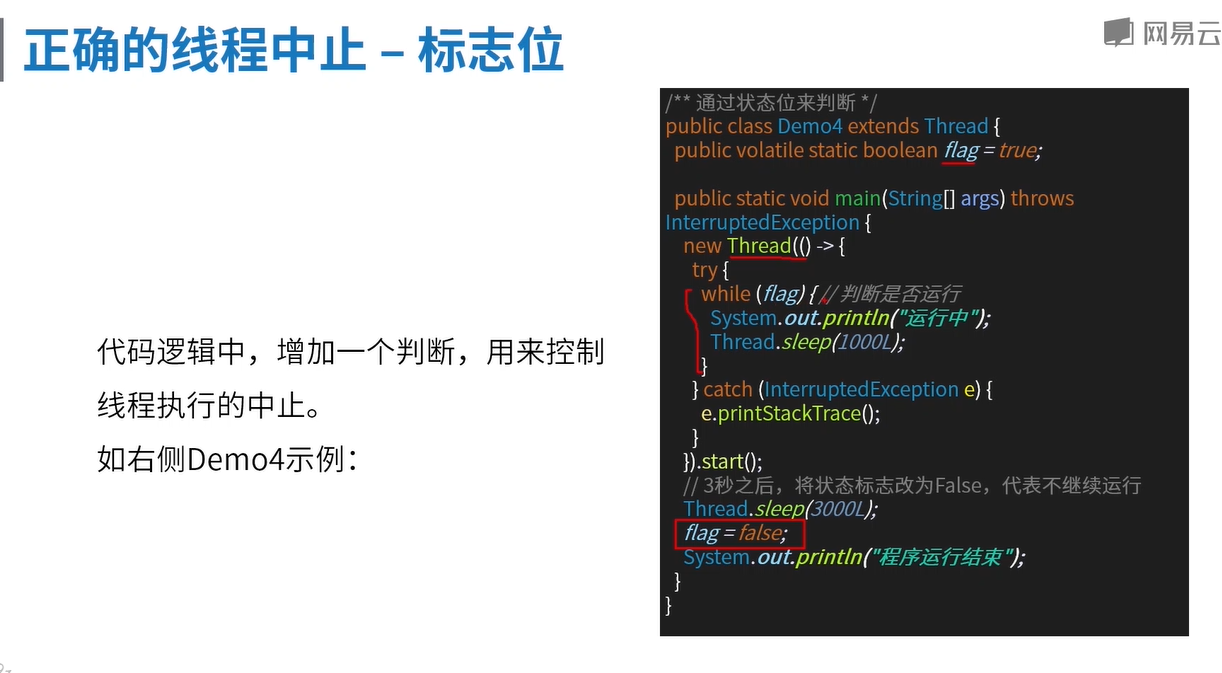 正确的线程中止 – 标志位
网易云
代码逻辑中，增加一个判断，用来控制
线程执行的中止。
如右侧Demo4示例：
/** 通过状态位来判断 */
public class Demo4 extends Thread {
public volatile static boolean flag = true;
public static void main(String[] args) throws
InterruptedException {
new Thread(() -> {
try {
while (flag) { // 判断是否运行
System.out.println("运行中");
Thread.sleep(1000L);
}
} catch (InterruptedException e) {
e.printStackTrace();
}
}).start();
// 3秒之后，将状态标志改为False，代表不继续运行
Thread.sleep(3000L);
flag = false;
System.out.println("程序运行结束");
}
}